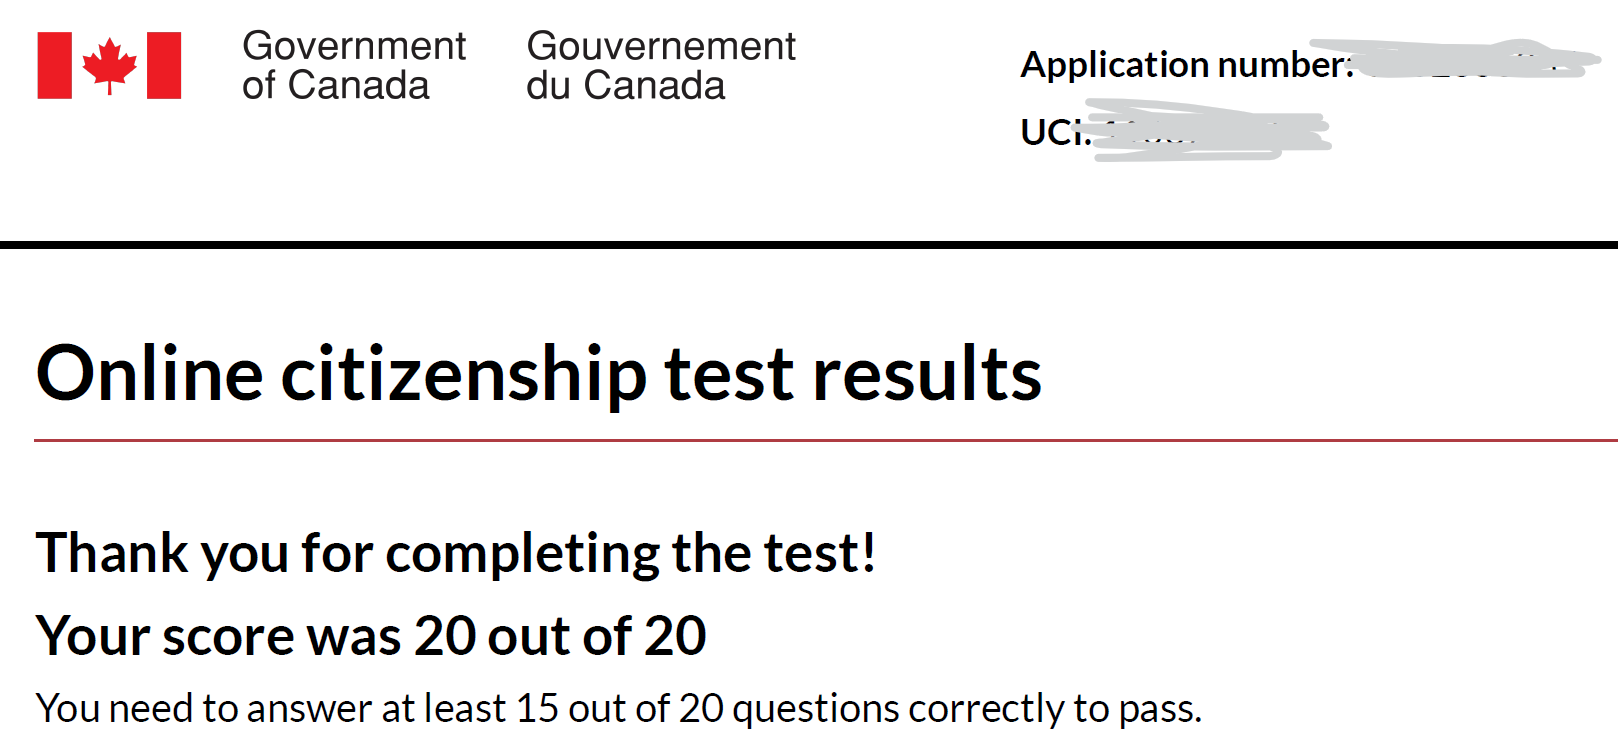 Government
of Canada
Gouvernement
du Canada
Application number:
UCI:
Online citizenship test results
Thank you for completing the test!
Your score was 20 out of 20
You need to answer at least 15 out of 20 questions correctly to pass.